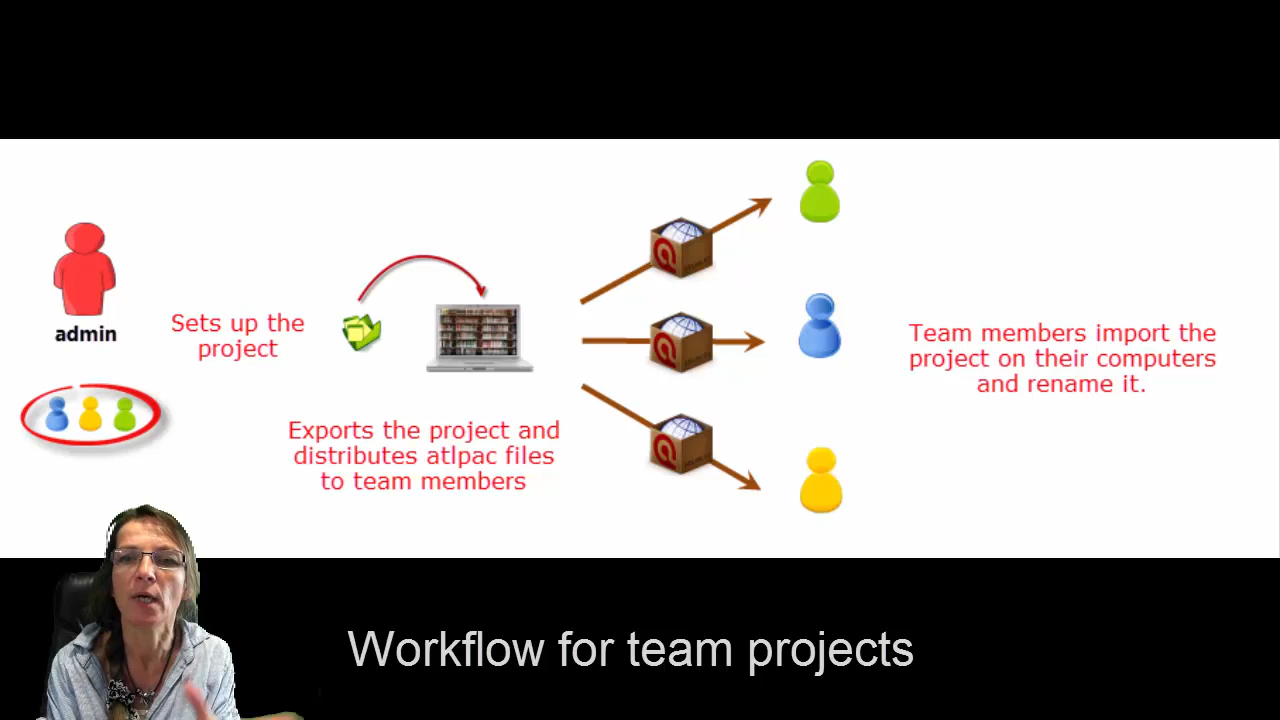 admin
Sets up the
project
Exports the project and
distributes atlpac files
to team members
Team members import the
project on their computers
and rename it.
Workflow for team projects